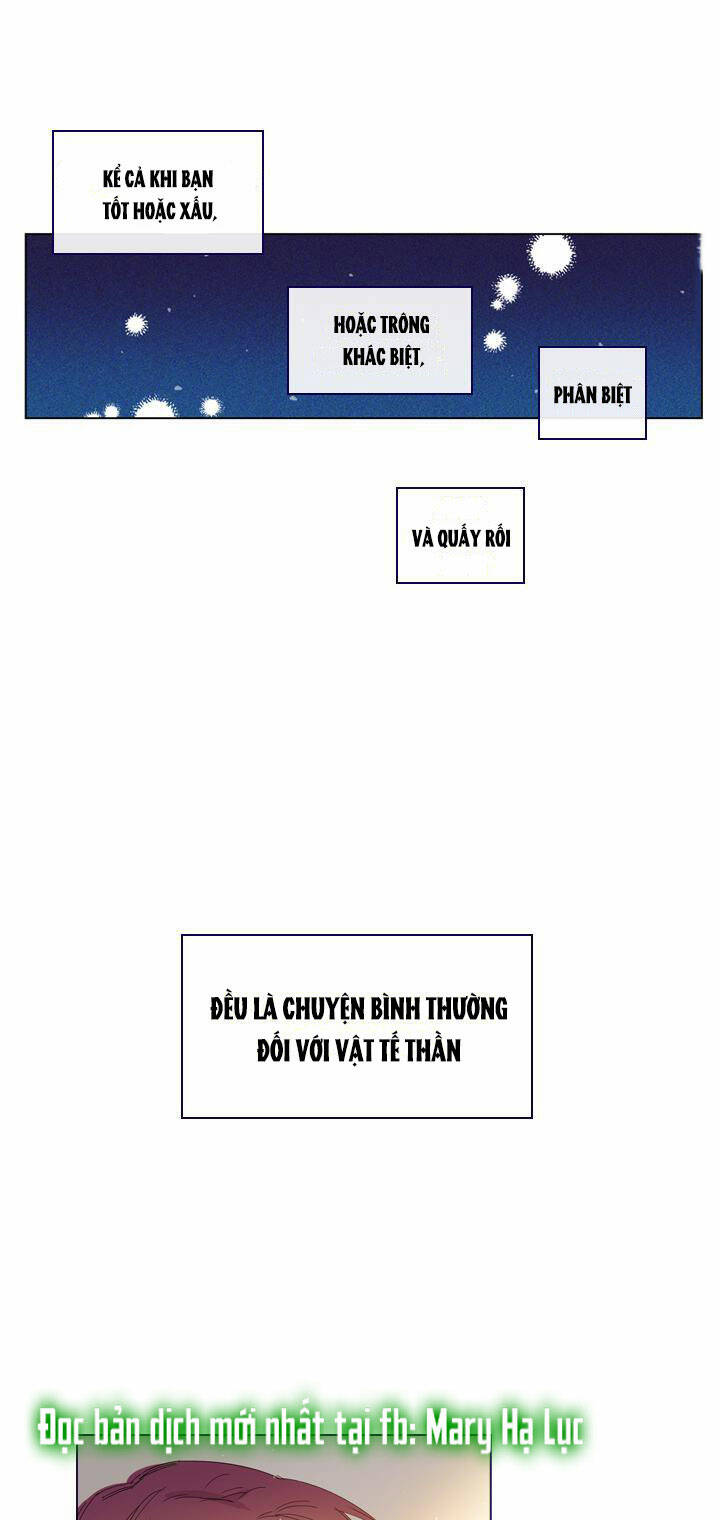 KỂ CẢ KHI BẠN
TỐT HOẶC XẤU,
HOẶC TRÔNG
KHÁC BIỆT,
PHÂN BIỆT
VÀ QUẤY RỐI
ĐỀU LÀ CHUYỆN BÌNH THƯỜNG
ĐỐI VỚI VẬT TẾ THẦN
Đọc bản dịch mới nhất tại fb: Mary Hạ Lục